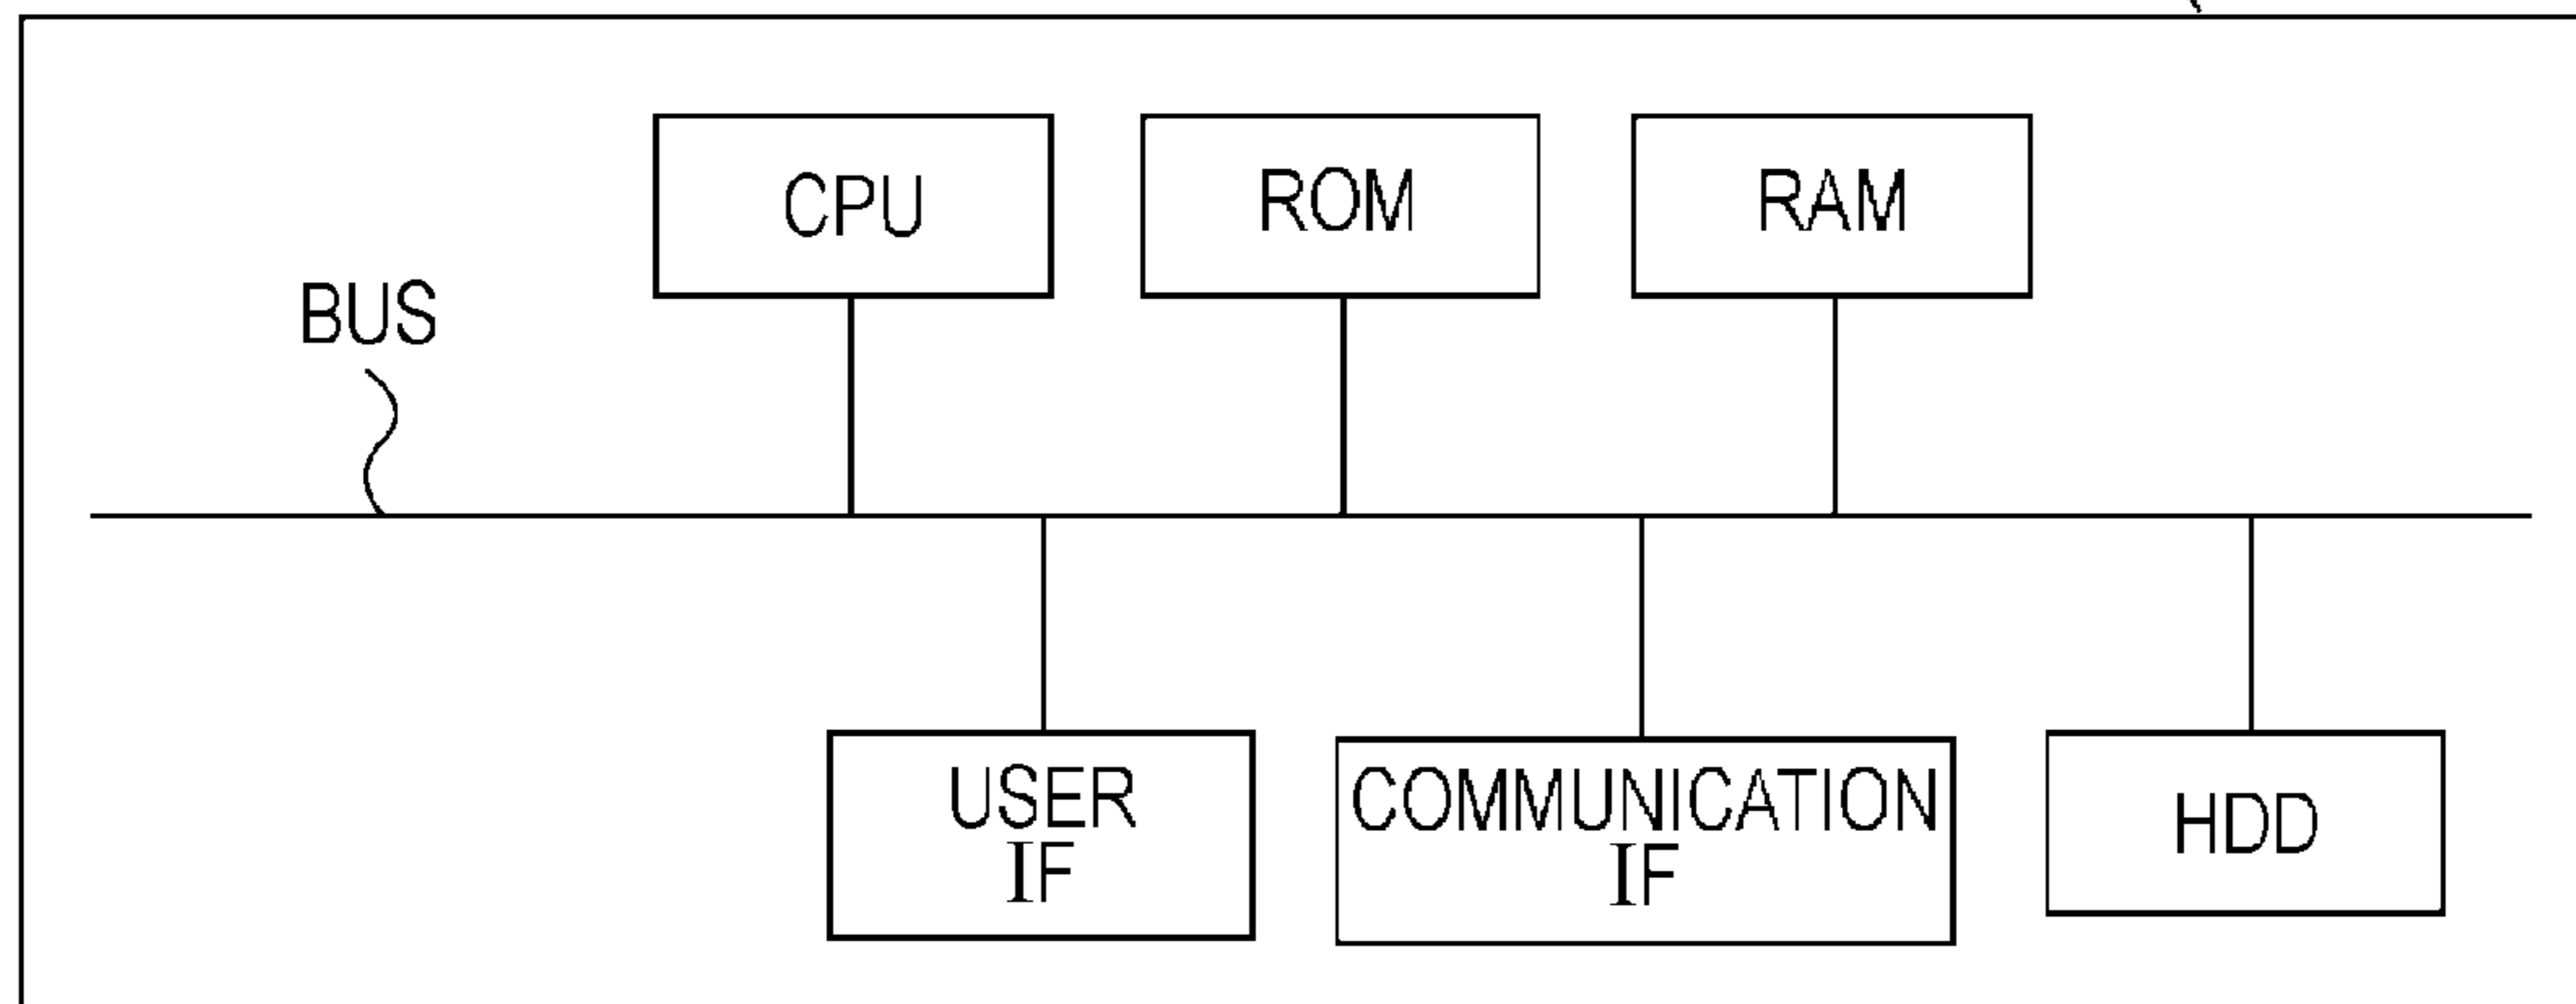 CPU
ROM
RAM
BUS
USER
IF
COMMUNICATION
IF
HDD